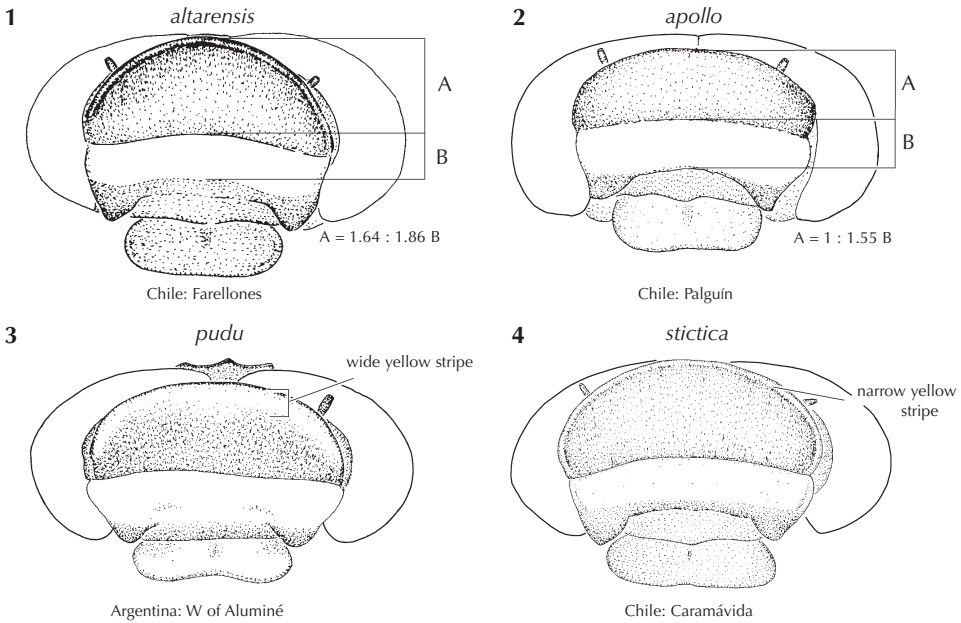 1
altarensis
A
B
A = 1.64 : 1.86 B
Chile: Farellones
2
apollo
A
B
A = 1 : 1.55 B
Chile: Palguín
3
pudu
wide yellow stripe
Argentina: W of Aluminé
4
stictica
narrow yellow
stripe
Chile: Caramávida